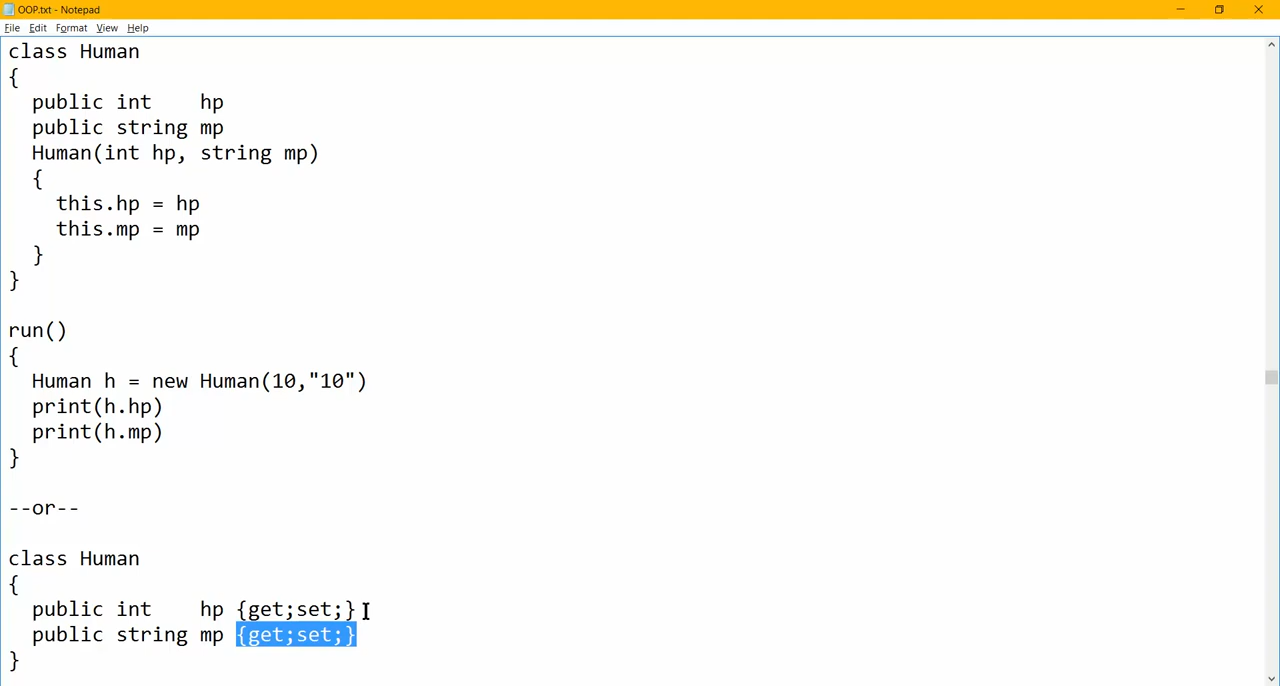 OOP.txt - Notepad
File Edit Format View Help
class Human
{
  public int    hp
  public string mp
  Human(int hp, string mp)
  {
    this.hp = hp
    this.mp = mp
  }
}
run()
{
  Human h = new Human(10,"10")
  print(h.hp)
  print(h.mp)
}
--or--
class Human
{
  public int    hp {get;set;}
  public string mp {get;set;}
}